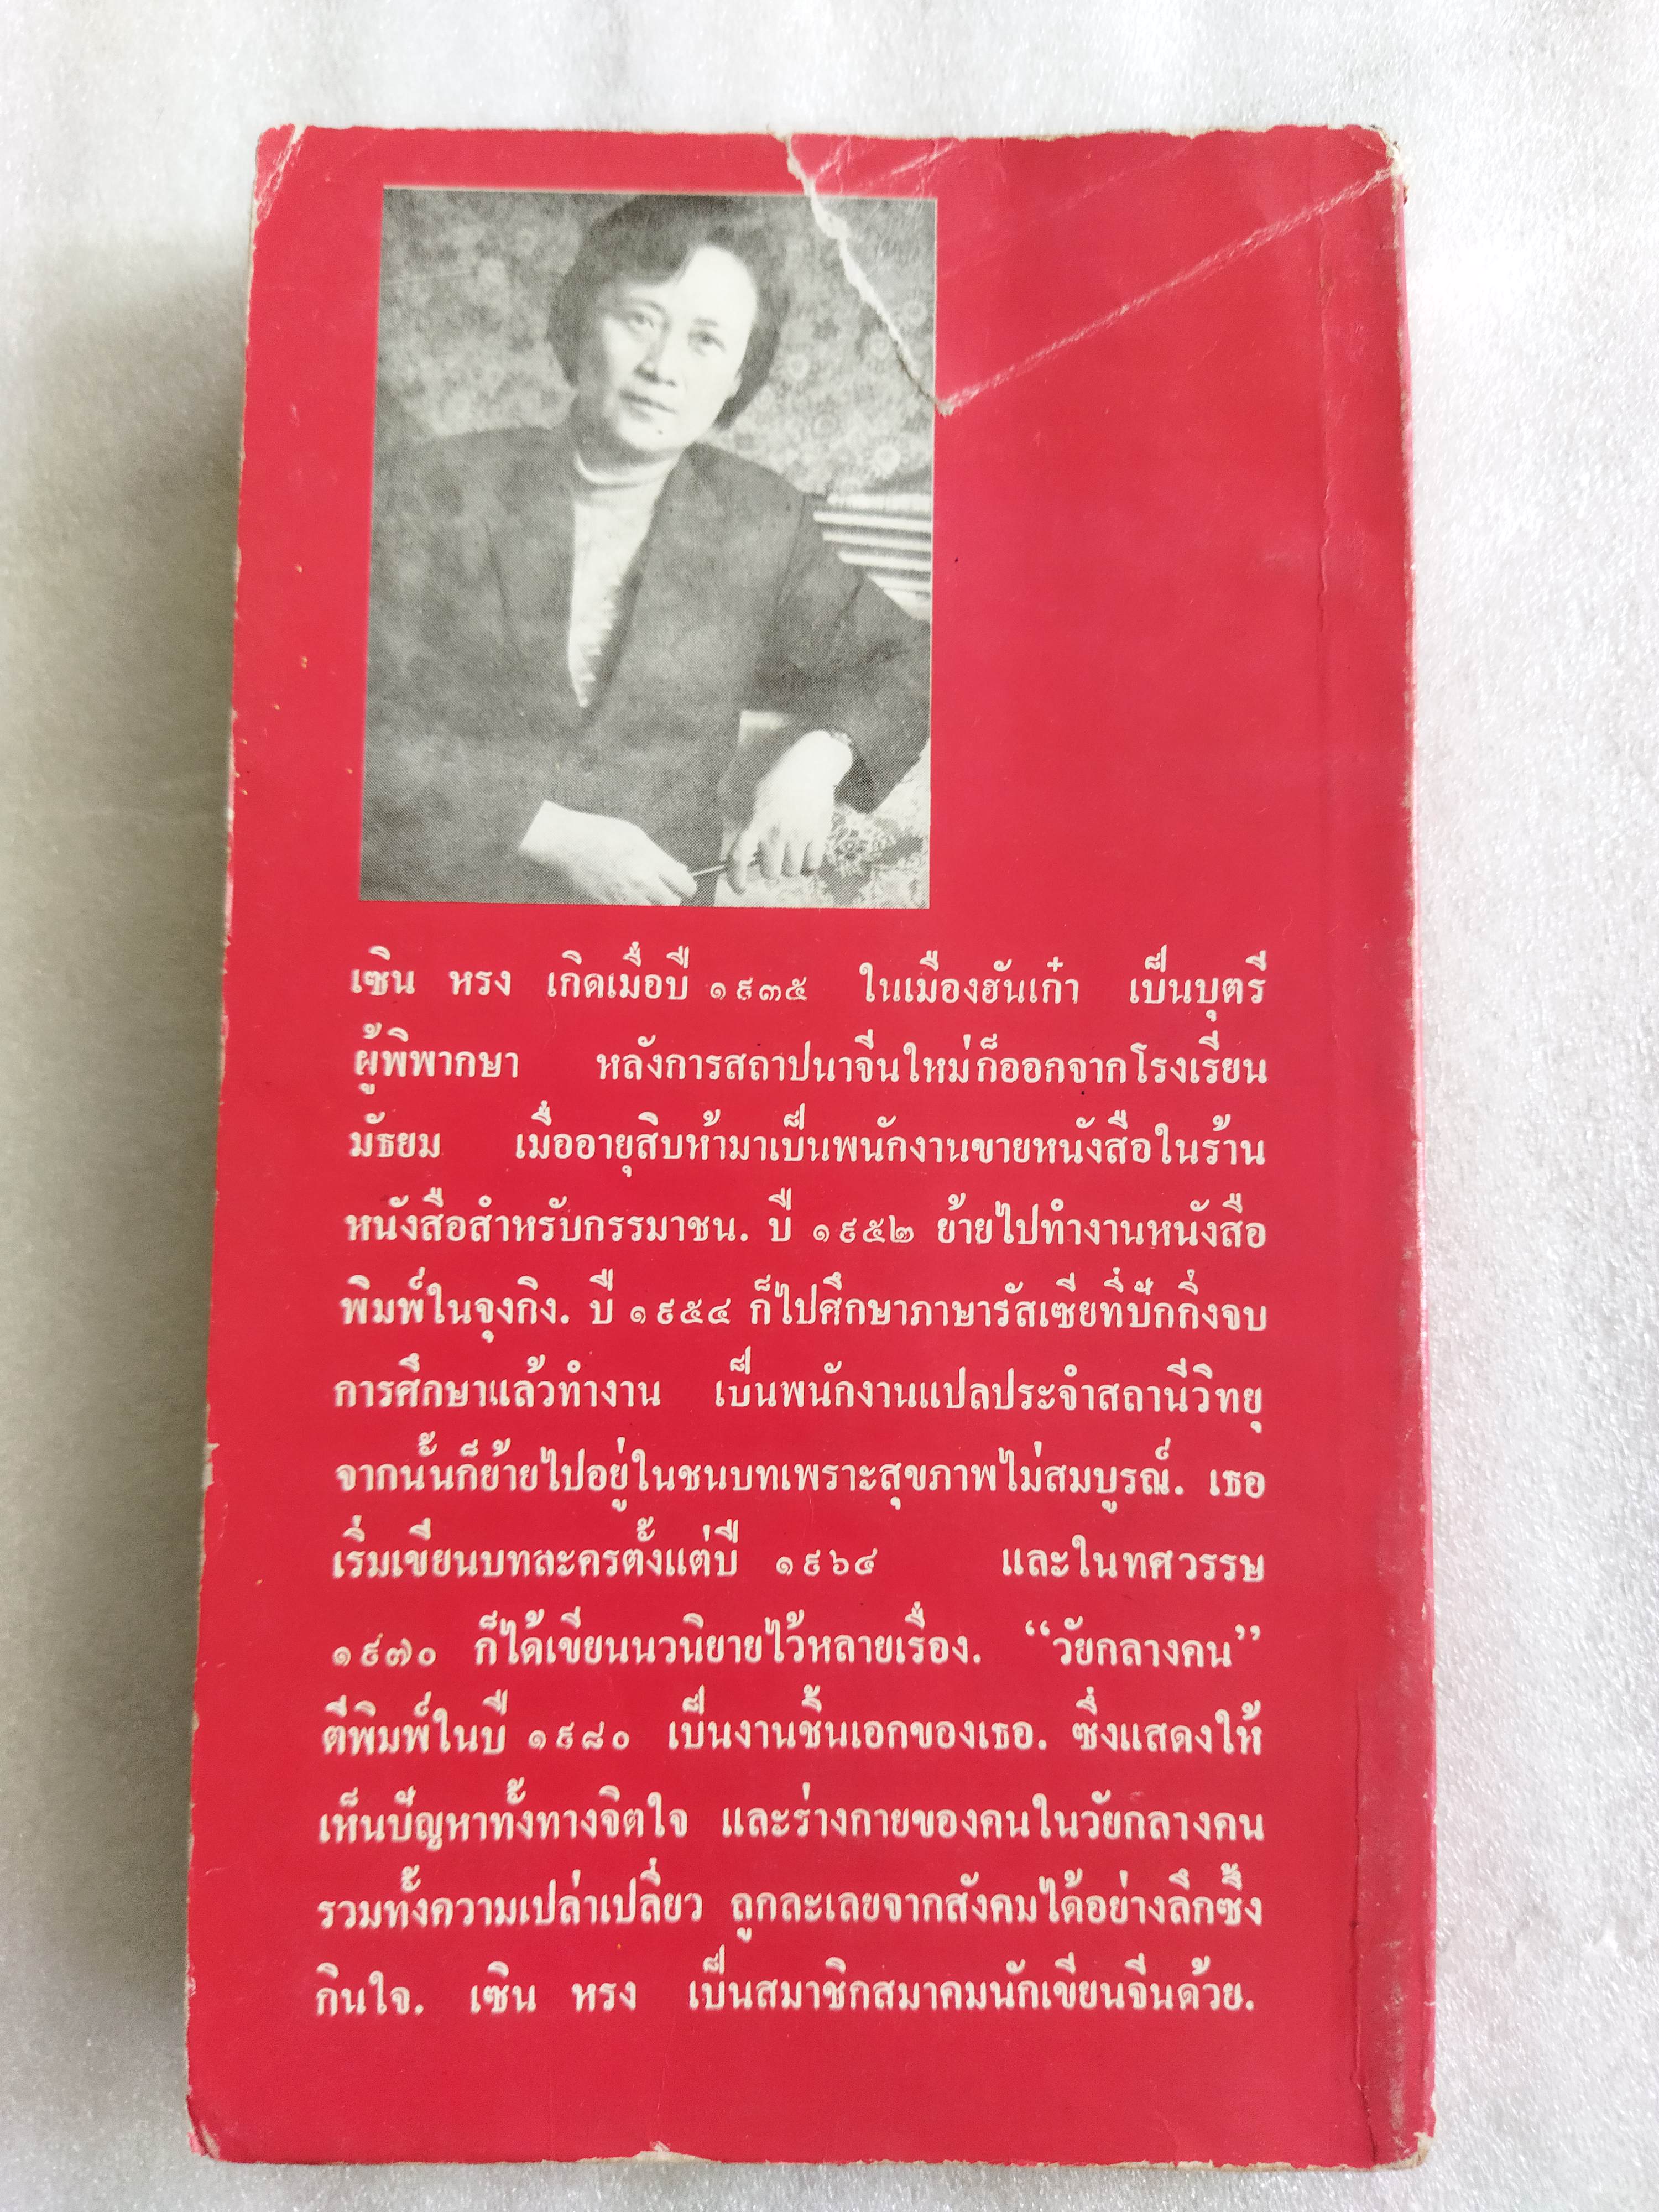 เซิน หรง เกิดเมื่อปี ๑๙๓๕ ในเมืองฮันเก๋า เป็นบุตรี
ผู้พิพากษา หลังการสถาปนาจีนใหม่ก็ออกจากโรงเรียน
มัธยม เมื่ออายุสิบห้ามาเป็นพนักงานขายหนังสือในร้าน
หนังสือสำหรับกรรมาชน. ปี ๑๙๕๒ ย้ายไปทำงานหนังสือ
พิมพ์ในจุงกิง. ปี ๑๙๕๔ ก็ไปศึกษาภาษารัสเซียที่ปักกิ่งจบ
การศึกษาแล้วทำงาน เป็นพนักงานแปลประจำสถานีวิทยุ
จากนั้นก็ย้ายไปอยู่ในชนบทเพราะสุขภาพไม่สมบูรณ์. เธอ
เริ่มเขียนบทละครตั้งแต่ปี ๑๙๖๔ และในทศวรรษ
๑๙๗๐ ก็ได้เขียนนวนิยายไว้หลายเรื่อง. “วัยกลางคน”
ตีพิมพ์ในปี ๑๙๘๐ เป็นงานชิ้นเอกของเธอ. ซึ่งแสดงให้
เห็นปัญหาทั้งทางจิตใจ และร่างกายของคนในวัยกลางคน
รวมทั้งความเปล่าเปลี่ยว ถูกละเลยจากสังคมได้อย่างลึกซึ้ง
กินใจ. เซิน หรง เป็นสมาชิกสมาคมนักเขียนจีนด้วย.